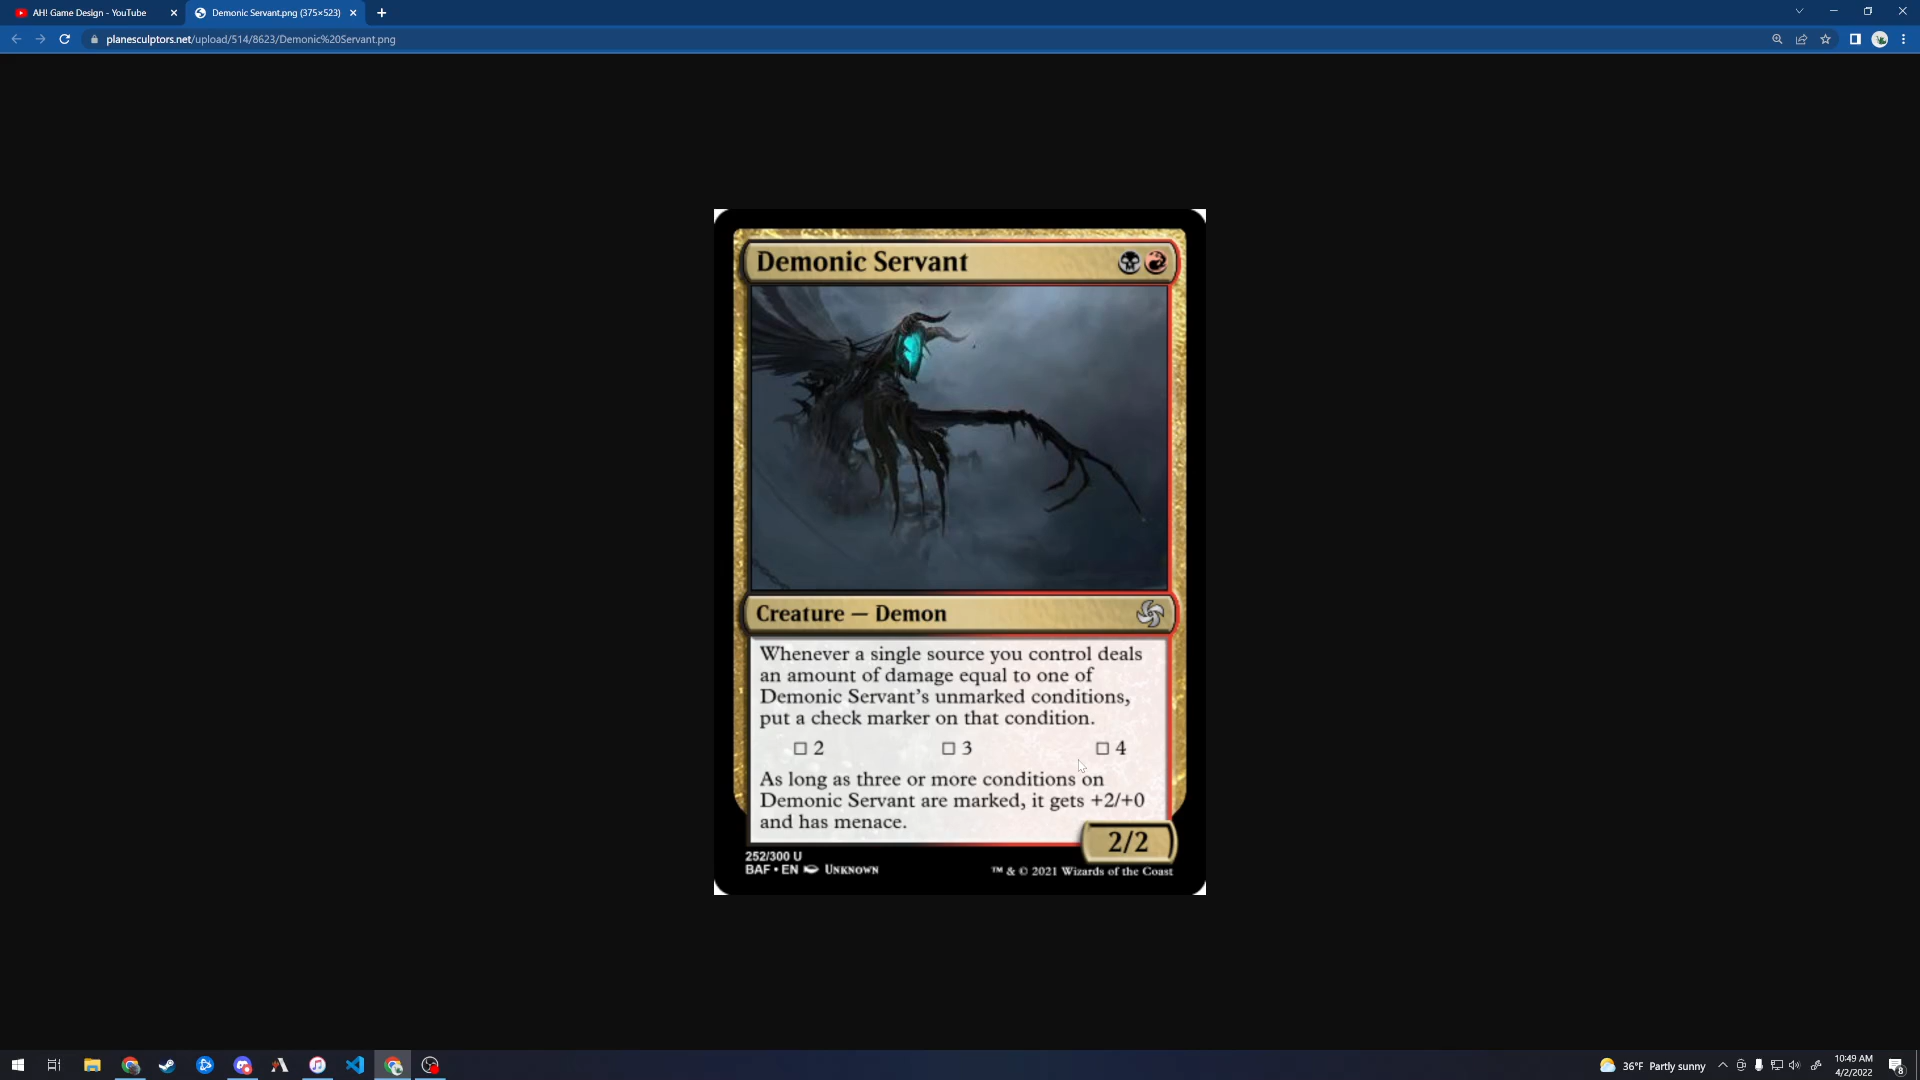 AH! Game Design - YouTube
Demonic Servant.png (375×523)
planesculptors.net/upload/514/8623/Demonic%20Servant.png
Demonic Servant
Creature — Demon
Whenever a single source you control deals
an amount of damage equal to one of
Demonic Servant's unmarked conditions,
put a check marker on that condition.
☐ 2 ☐ 3 ☐ 4
As long as three or more conditions on
Demonic Servant are marked, it gets +2/+0
and has menace.
2/2
252/300 U
BAF • EN Unknown
™ & © 2021 Wizards of the Coast
36°F Partly sunny
10:49 AM
4/2/2022
8